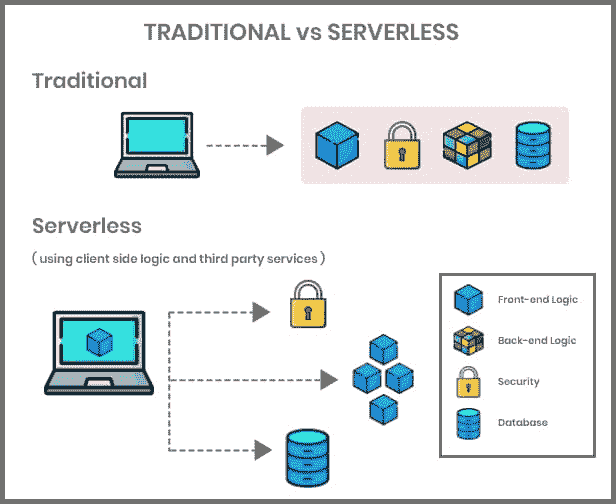 TRADITIONAL vs SERVERLESS
Traditional
Serverless
( using client side logic and third party services )
Front-end Logic
Back-end Logic
Security
Database